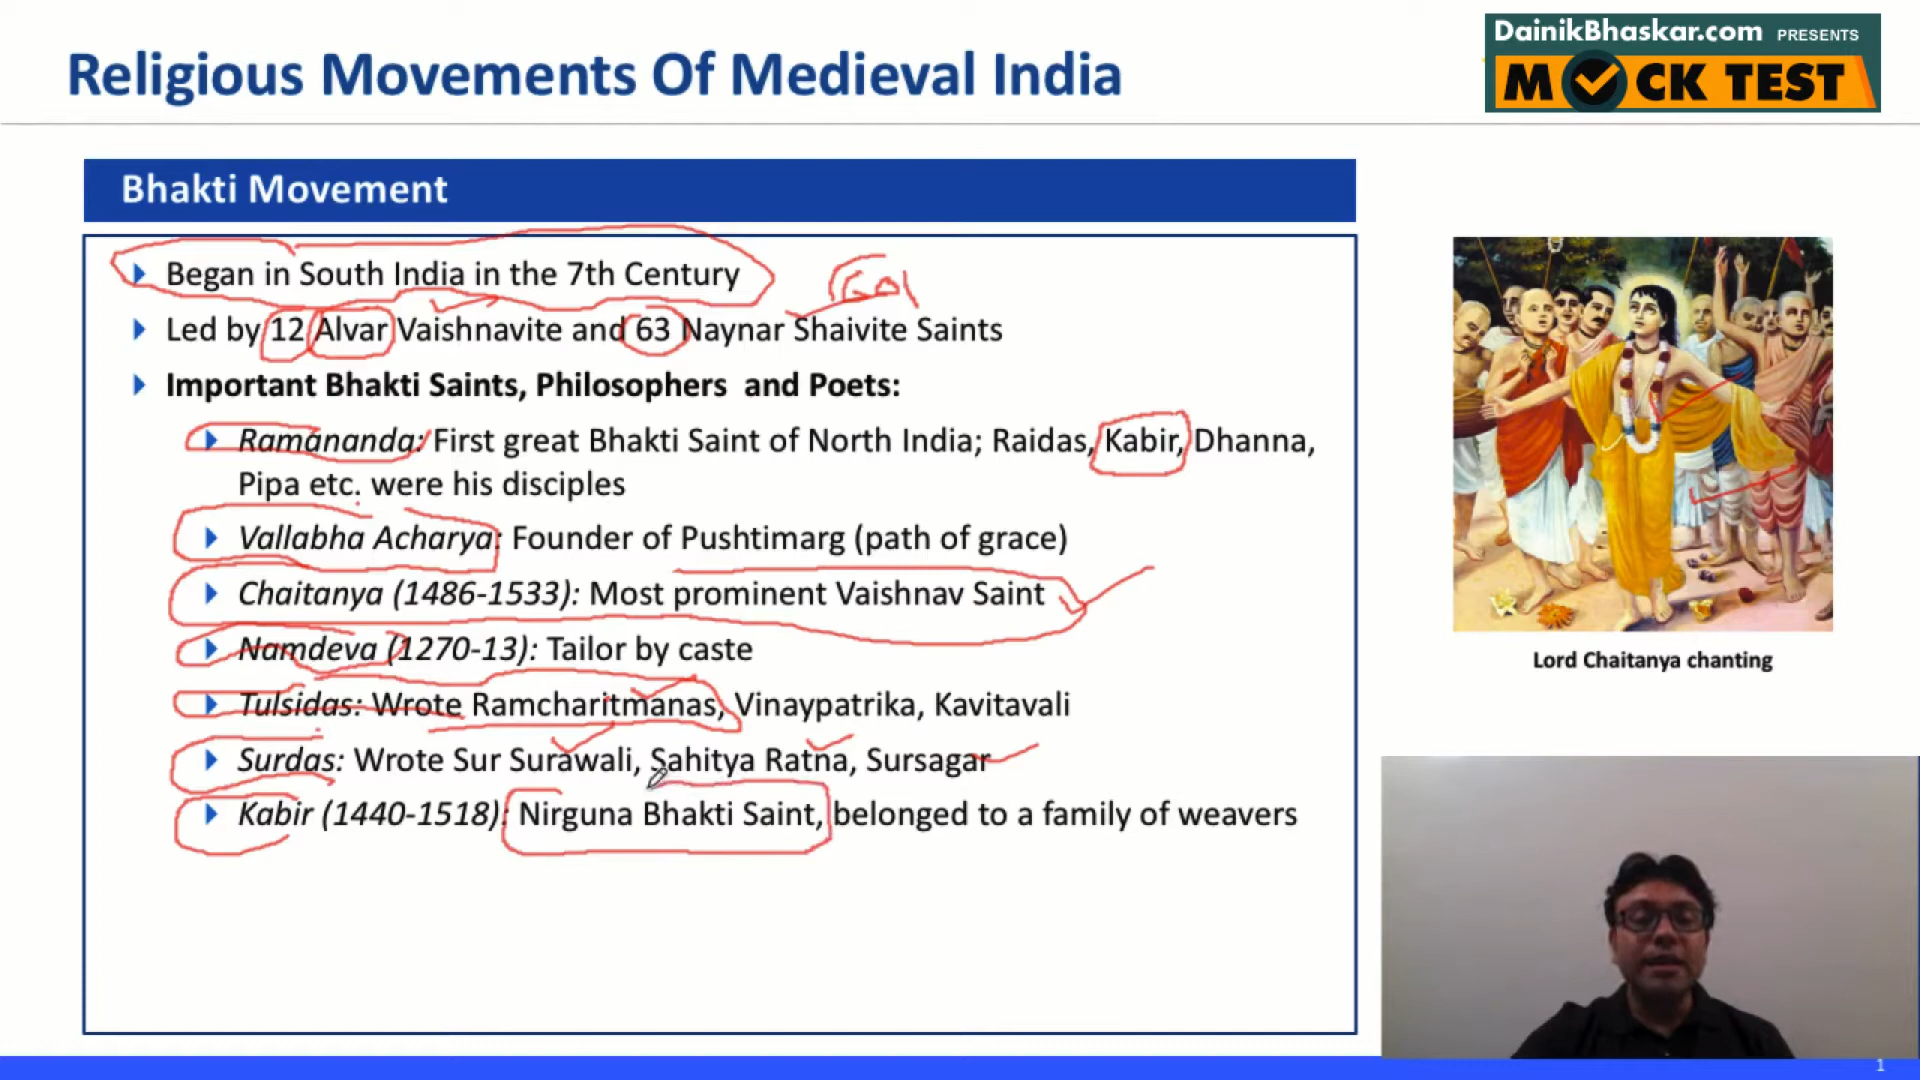 Religious Movements Of Medieval India
DainikBhaskar.com PRESENTS
MOCK TEST
Bhakti Movement
Began in South India in the 7th Century
Led by 12 Alvar Vaishnavite and 63 Naynar Shaivite Saints
Important Bhakti Saints, Philosophers and Poets:
Ramananda: First great Bhakti Saint of North India; Raidas, Kabir, Dhanna,
Pipa etc. were his disciples
Vallabha Acharya: Founder of Pushtimarg (path of grace)
Chaitanya (1486-1533): Most prominent Vaishnav Saint
Namdeva (1270-13): Tailor by caste
Tulsidas: Wrote Ramcharitmanas, Vinaypatrika, Kavitavali
Surdas: Wrote Sur Surawali, Sahitya Ratna, Sursagar
Kabir (1440-1518): Nirguna Bhakti Saint, belonged to a family of weavers
Lord Chaitanya chanting
1